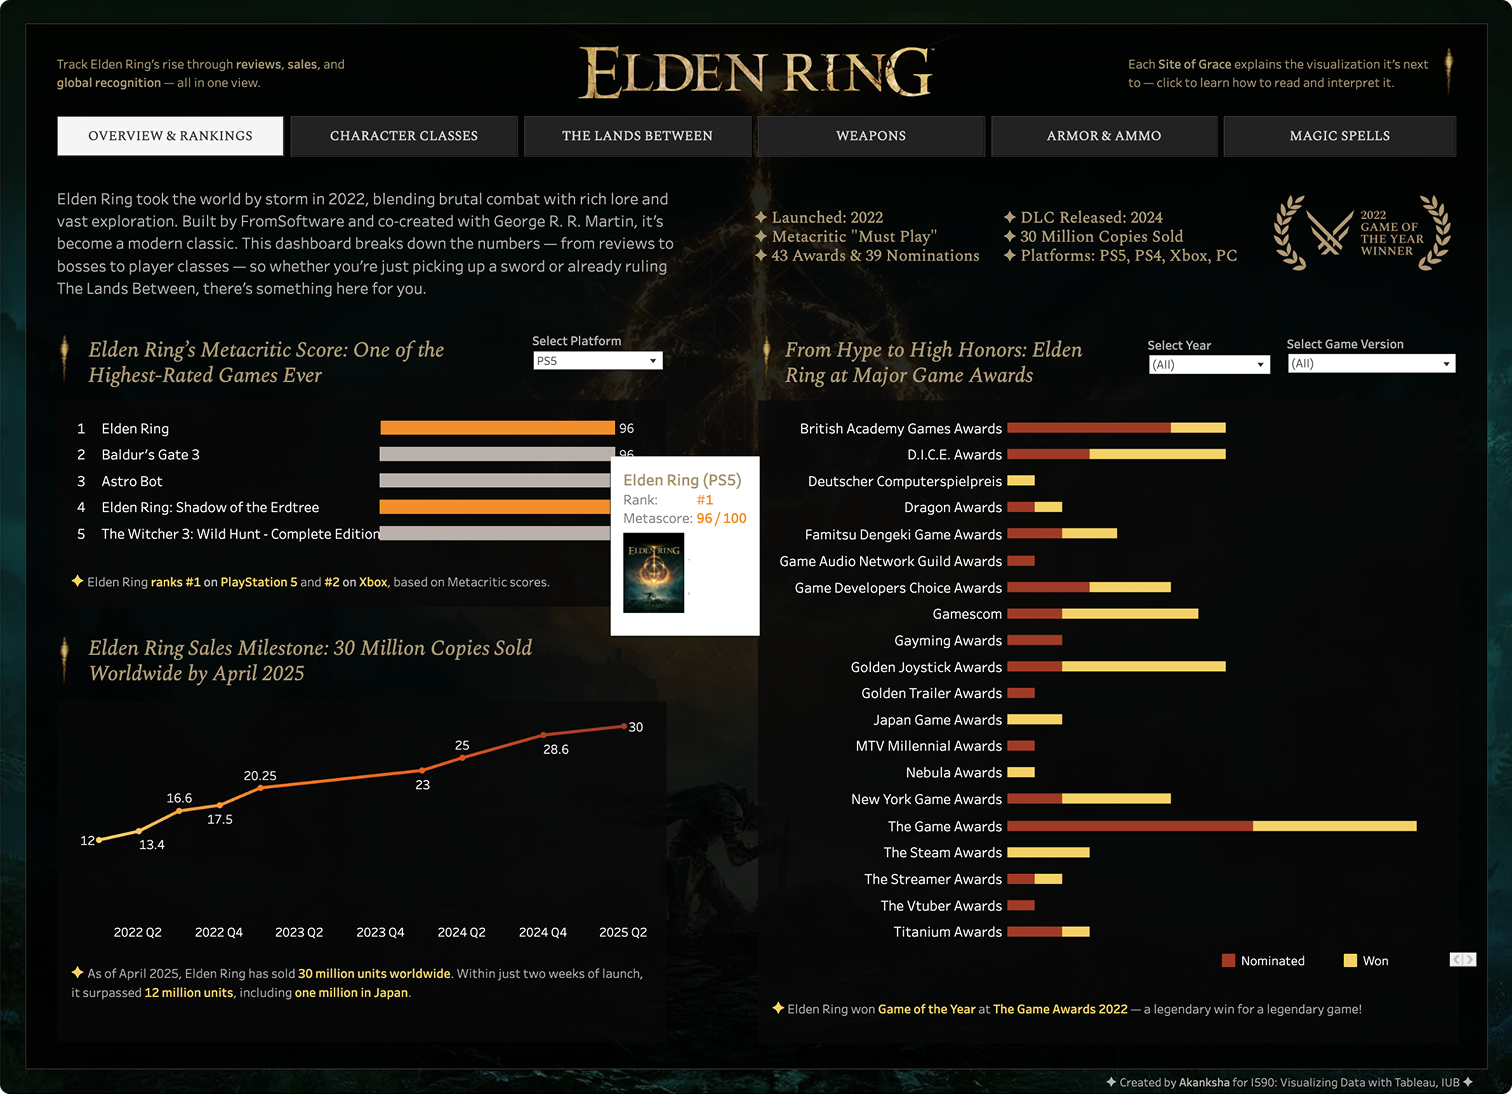 Track Elden Ring's rise through reviews, sales, and
global recognition — all in one view.
ELDEN RING
Each Site of Grace explains the visualization it's next
to — click to learn how to read and interpret it.
OVERVIEW & RANKINGS
CHARACTER CLASSES
THE LANDS BETWEEN
WEAPONS
ARMOR & AMMO
MAGIC SPELLS
Elden Ring took the world by storm in 2022, blending brutal combat with rich lore and
vast exploration. Built by FromSoftware and co-created with George R. R. Martin, it's
become a modern classic. This dashboard breaks down the numbers — from reviews to
bosses to player classes — so whether you're just picking up a sword or already ruling
The Lands Between, there's something here for you.
✦ Launched: 2022
✦ Metacritic "Must Play"
✦ 43 Awards & 39 Nominations
✦ DLC Released: 2024
✦ 30 Million Copies Sold
✦ Platforms: PS5, PS4, Xbox, PC
2022
GAME OF
THE YEAR
WINNER
Elden Ring's Metacritic Score: One of the
Highest-Rated Games Ever
Select Platform
PS5
1 Elden Ring 96
2 Baldur's Gate 3 96
3 Astro Bot
4 Elden Ring: Shadow of the Erdtree
5 The Witcher 3: Wild Hunt - Complete Edition
Elden Ring (PS5)
Rank: #1
Metascore: 96 / 100
ELDEN RING
✦ Elden Ring ranks #1 on PlayStation 5 and #2 on Xbox, based on Metacritic scores.
Elden Ring Sales Milestone: 30 Million Copies Sold
Worldwide by April 2025
12
13.4
16.6
17.5
20.25
23
25
28.6
30
2022 Q2
2022 Q4
2023 Q2
2023 Q4
2024 Q2
2024 Q4
2025 Q2
✦ As of April 2025, Elden Ring has sold 30 million units worldwide. Within just two weeks of launch,
it surpassed 12 million units, including one million in Japan.
From Hype to High Honors: Elden
Ring at Major Game Awards
Select Year
(All)
Select Game Version
(All)
British Academy Games Awards
D.I.C.E. Awards
Deutscher Computerspielpreis
Dragon Awards
Famitsu Dengeki Game Awards
Game Audio Network Guild Awards
Game Developers Choice Awards
Gamescom
Gayming Awards
Golden Joystick Awards
Golden Trailer Awards
Japan Game Awards
MTV Millennial Awards
Nebula Awards
New York Game Awards
The Game Awards
The Steam Awards
The Streamer Awards
The Vtuber Awards
Titanium Awards
Nominated
Won
✦ Elden Ring won Game of the Year at The Game Awards 2022 — a legendary win for a legendary game!
✦ Created by Akanksha for I590: Visualizing Data with Tableau, IUB ✦